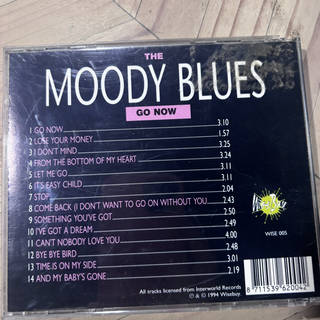 THE
MOODY BLUES
GO NOW
1 GO NOW 3.10
2 LOSE YOUR MONEY 1.57
3 I DON'T MIND 3.25
4 FROM THE BOTTOM OF MY HEART 3.24
5 LET ME GO 3.11
6 IT'S EASY CHILD 3.11
7 STOP 2.04
8 COME BACK (I DON'T WANT TO GO ON WITHOUT YOU) 2.43
9 SOMETHING YOU'VE GOT 2.50
10 I'VE GOT A DREAM 2.49
11 CAN'T NOBODY LOVE YOU 4.00
12 BYE BYE BIRD 2.48
13 TIME IS ON MY SIDE 3.01
14 AND MY BABY'S GONE 2.19
WISE 005
All tracks licensed from Interworld Records
℗ & © 1994 Wisebuy.
8 711539 620042